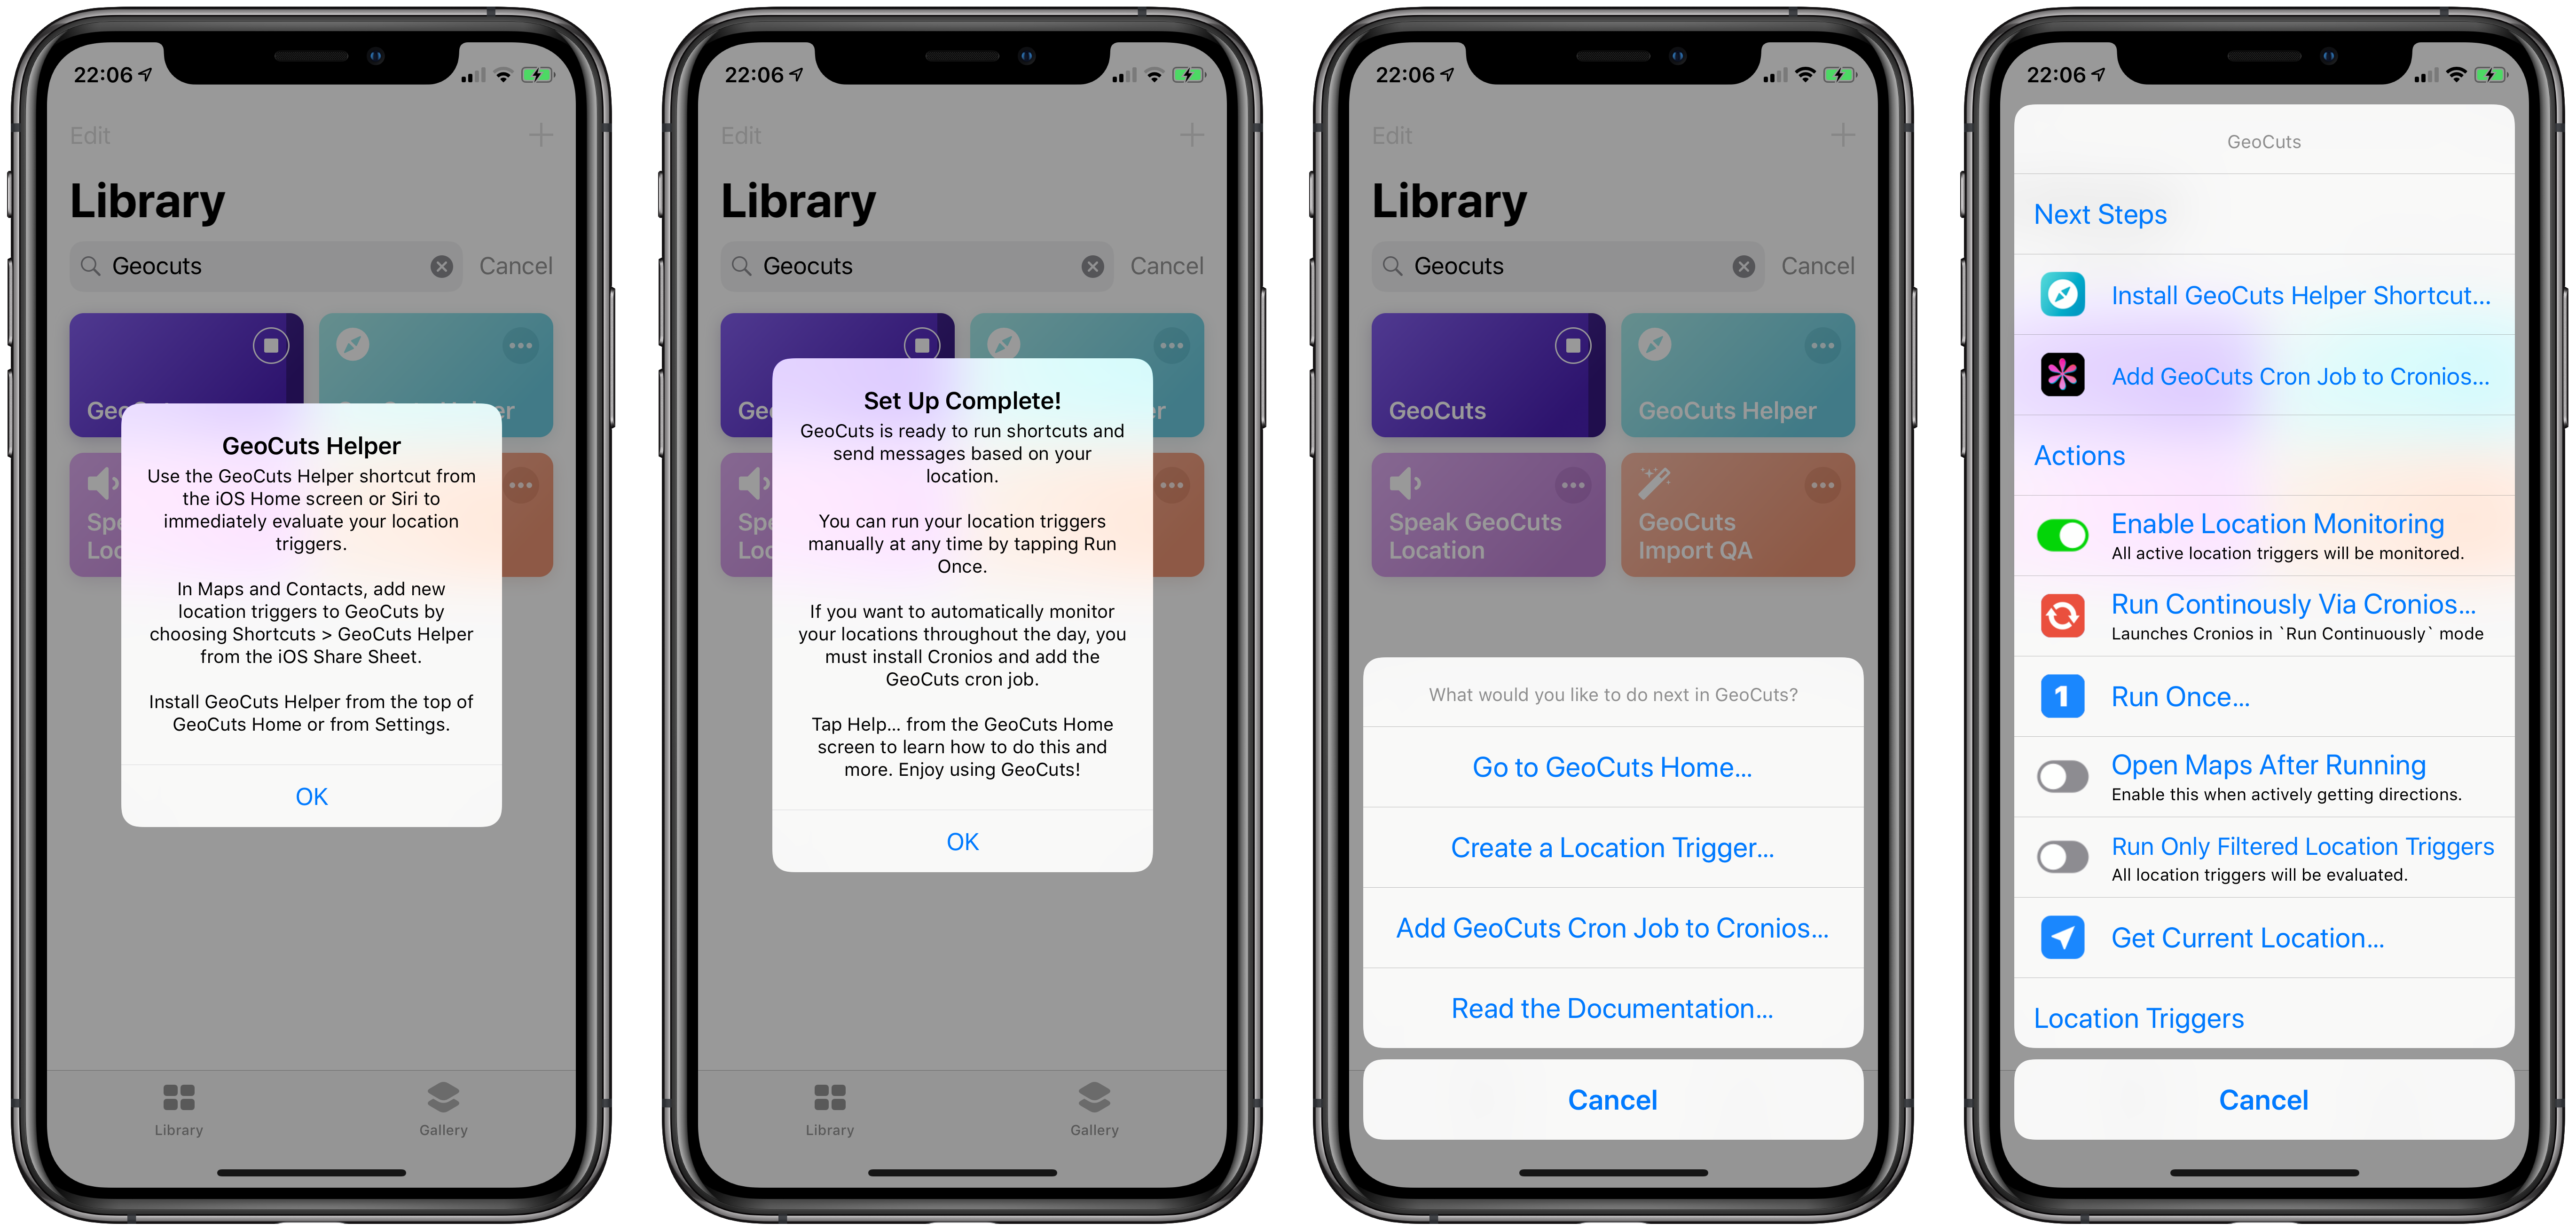 22:06
Edit
Library
Geocuts
Cancel
GeoCuts Helper
Use the GeoCuts Helper shortcut from
the iOS Home screen or Siri to
immediately evaluate your location
triggers.
In Maps and Contacts, add new
location triggers to GeoCuts by
choosing Shortcuts > GeoCuts Helper
from the iOS Share Sheet.
Install GeoCuts Helper from the top of
GeoCuts Home or from Settings.
OK
Library
Gallery
22:06
Edit
Library
Geocuts
Cancel
Set Up Complete!
GeoCuts is ready to run shortcuts and
send messages based on your
location.
You can run your location triggers
manually at any time by tapping Run
Once.
If you want to automatically monitor
your locations throughout the day, you
must install Cronios and add the
GeoCuts cron job.
Tap Help... from the GeoCuts Home
screen to learn how to do this and
more. Enjoy using GeoCuts!
OK
Library
Gallery
22:06
Edit
Library
Geocuts
Cancel
GeoCuts
GeoCuts Helper
Speak GeoCuts
Location
GeoCuts
Import QA
What would you like to do next in GeoCuts?
Go to GeoCuts Home...
Create a Location Trigger...
Add GeoCuts Cron Job to Cronios...
Read the Documentation...
Cancel
22:06
GeoCuts
Next Steps
Install GeoCuts Helper Shortcut...
Add GeoCuts Cron Job to Cronios...
Actions
Enable Location Monitoring
All active location triggers will be monitored.
Run Continously Via Cronios...
Launches Cronios in `Run Continuously` mode
1
Run Once...
Open Maps After Running
Enable this when actively getting directions.
Run Only Filtered Location Triggers
All location triggers will be evaluated.
Get Current Location...
Location Triggers
Cancel